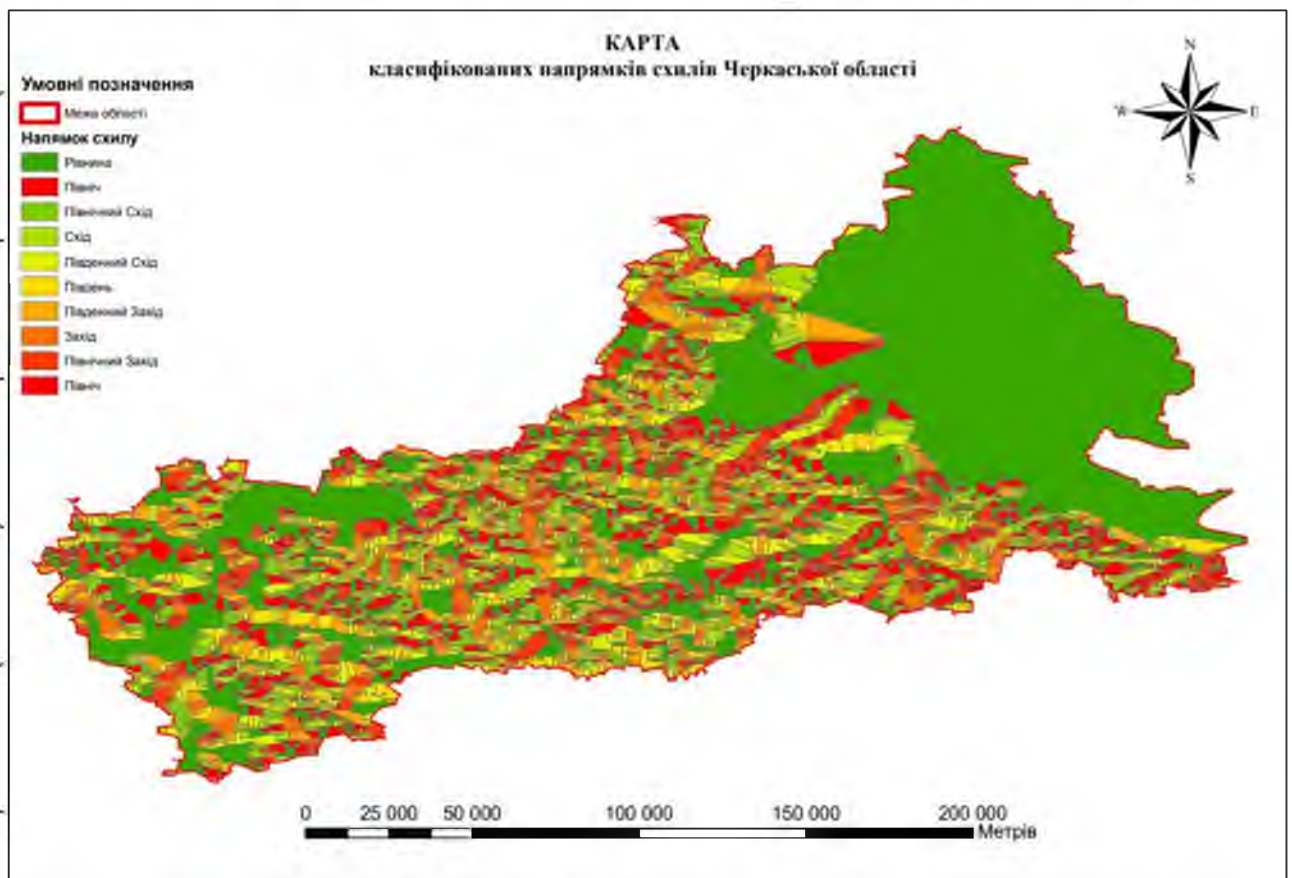 КАРТА
класифікованих напрямків схилів Черкаської області
Умовні позначення
Межа області
Напямок схилу
Рівнина
Північ
Північний Схід
Схід
Південний Схід
Південь
Південний Захід
Захід
Північний Захід
Північ
N
W
E
S
0 25 000 50 000 100 000 150 000 200 000
Метрів